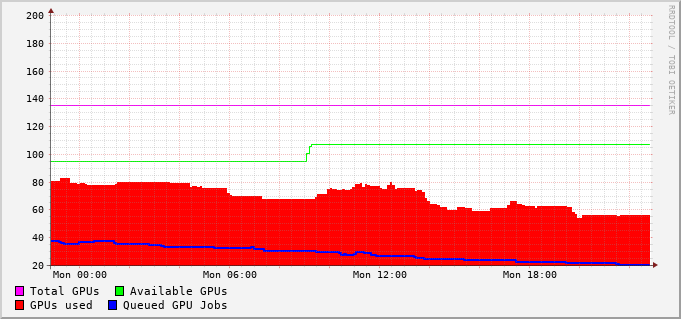 200
180
160
140
120
100
80
60
40
20
Mon 00:00 Mon 06:00 Mon 12:00 Mon 18:00
Total GPUs Available GPUs
GPUs used Queued GPU Jobs
RRDTOOL / TOBI OETIKER